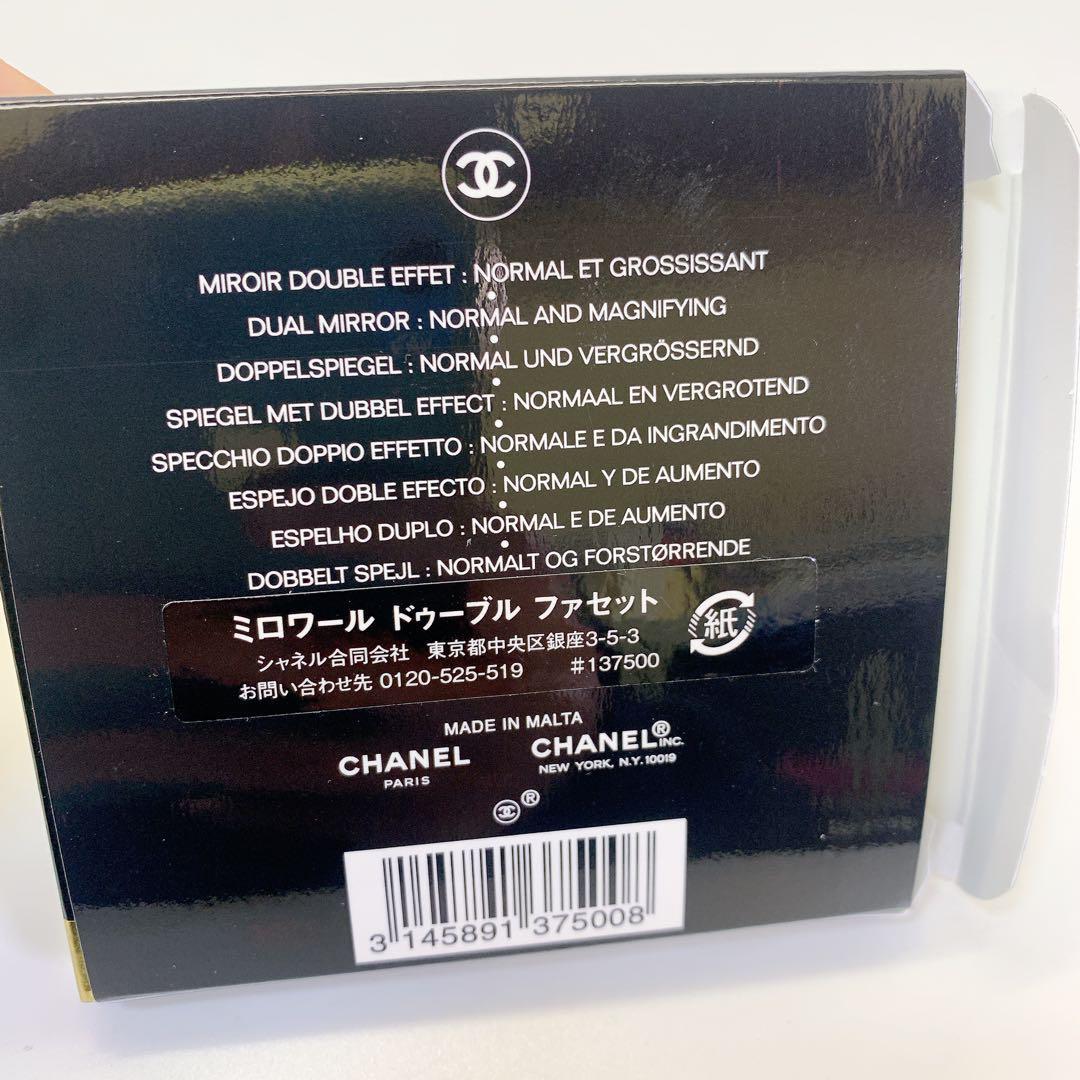 MIROIR DOUBLE EFFET : NORMAL ET GROSSISSANT
•
DUAL MIRROR : NORMAL AND MAGNIFYING
•
DOPPELSPIEGEL : NORMAL UND VERGRÖSSERND
•
SPIEGEL MET DUBBEL EFFECT : NORMAAL EN VERGROTEND
•
SPECCHIO DOPPIO EFFETTO : NORMALE E DA INGRANDIMENTO
•
ESPEJO DOBLE EFECTO : NORMAL Y DE AUMENTO
•
ESPELHO DUPLO : NORMAL E DE AUMENTO
•
DOBBELT SPEJL : NORMALT OG FORSTØRRENDE
ミロワール ドゥーブル ファセット
紙
シャネル合同会社 東京都中央区銀座3-5-3
お問い合わせ先 0120-525-519 #137500
MADE IN MALTA
CHANEL
PARIS
CHANEL® INC.
NEW YORK, N.Y. 10019
®
3 145891 375008